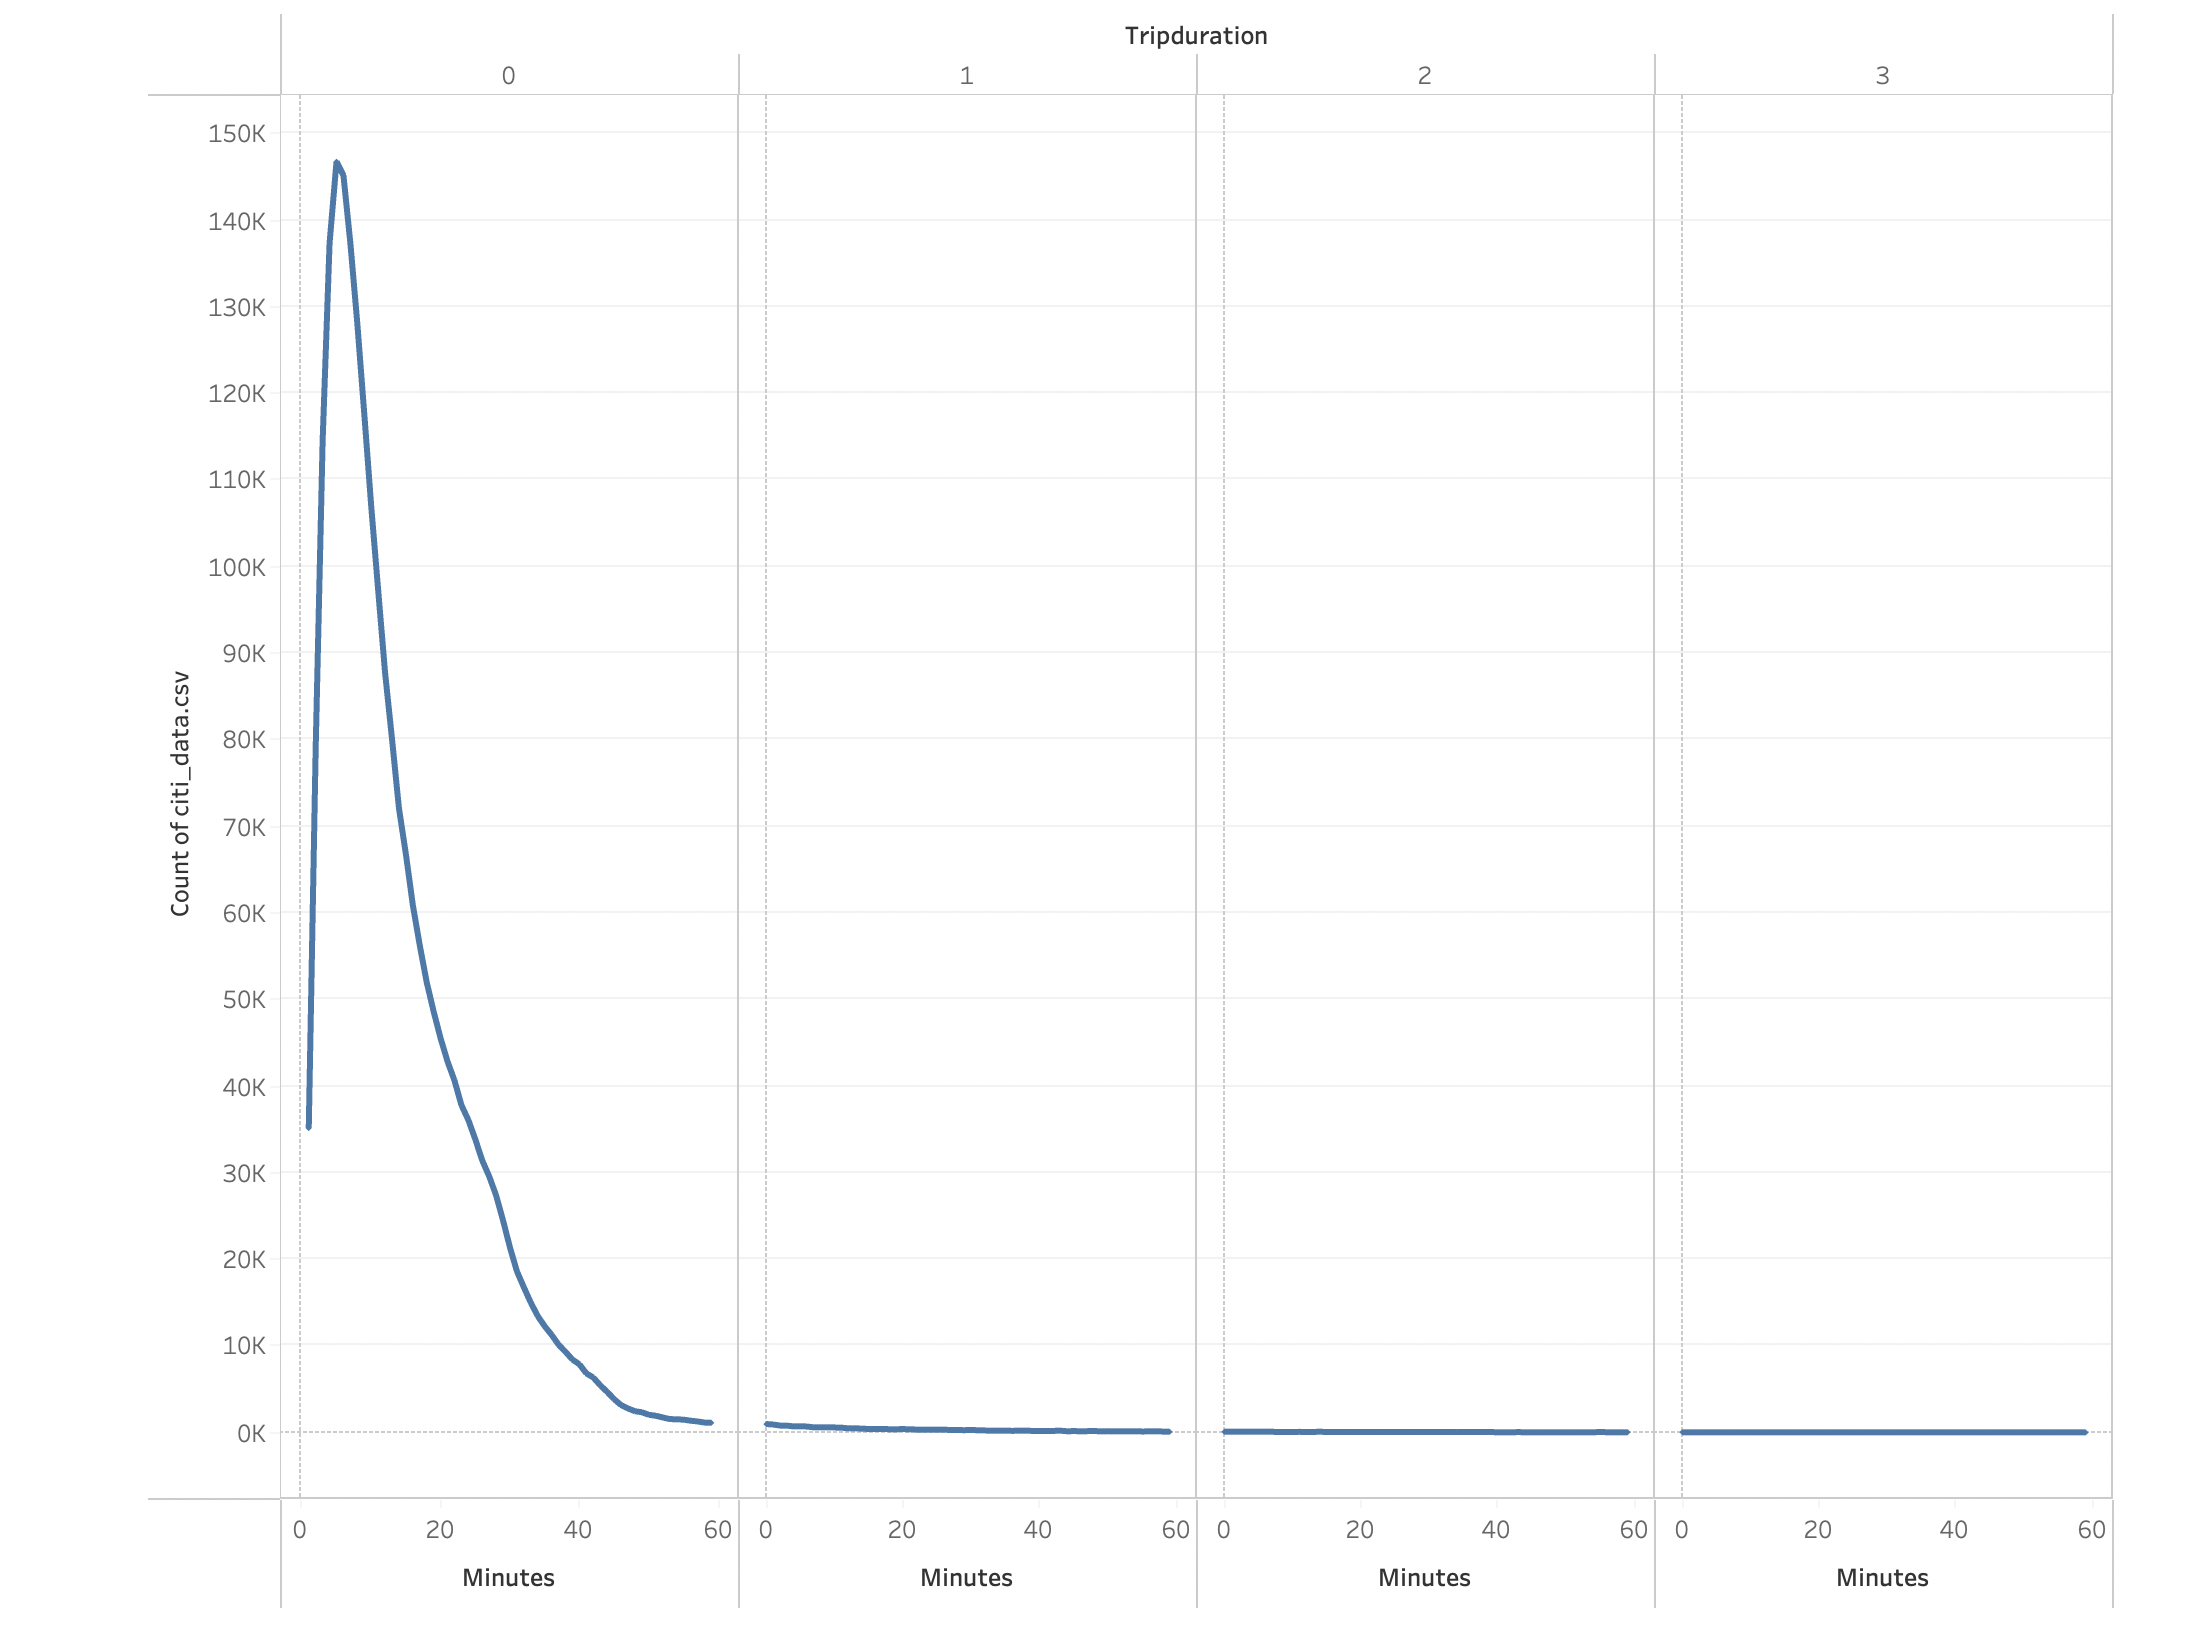 Tripduration
0 1 2 3
150K
140K
130K
120K
110K
100K
90K
80K
70K
60K
50K
40K
30K
20K
10K
0K
Count of citi_data.csv
0 20 40 60 0 20 40 60 0 20 40 60 0 20 40 60
Minutes Minutes Minutes Minutes